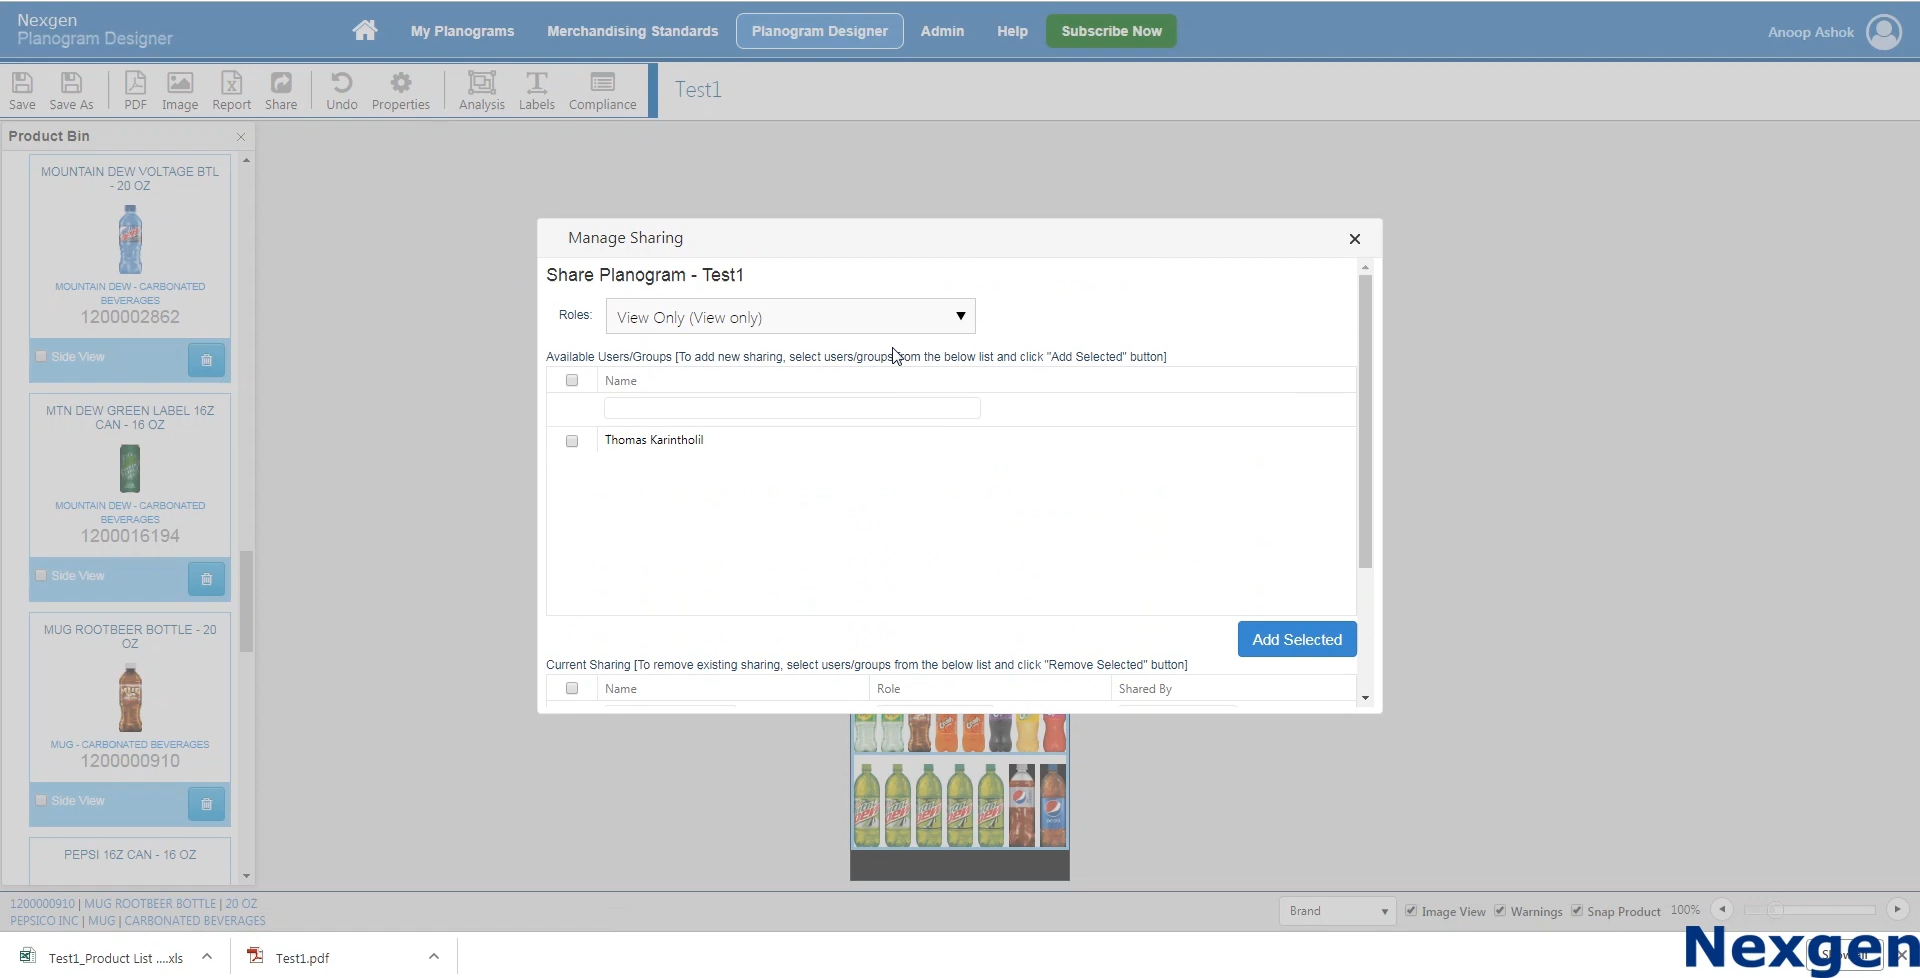 Nexgen
Planogram Designer
My Planograms
Merchandising Standards
Planogram Designer
Admin
Help
Subscribe Now
Anoop Ashok
Save
Save As
PDF
Image
Report
Share
Undo
Properties
Analysis
Labels
Compliance
Test1
Product Bin
MOUNTAIN DEW VOLTAGE BTL
- 20 OZ
MOUNTAIN DEW - CARBONATED
BEVERAGES
1200002862
Side View
MTN DEW GREEN LABEL 16Z
CAN - 16 OZ
MOUNTAIN DEW - CARBONATED
BEVERAGES
1200016194
Side View
MUG ROOTBEER BOTTLE - 20
OZ
MUG - CARBONATED BEVERAGES
1200000910
Side View
PEPSI 16Z CAN - 16 OZ
Manage Sharing
Share Planogram - Test1
Roles:
View Only (View only)
Available Users/Groups [To add new sharing, select users/groups from the below list and click "Add Selected" button]
Name
Thomas Karintholil
Add Selected
Current Sharing [To remove existing sharing, select users/groups from the below list and click "Remove Selected" button]
Name
Role
Shared By
1200000910 | MUG ROOTBEER BOTTLE | 20 OZ
PEPSICO INC | MUG | CARBONATED BEVERAGES
Brand
Image View
Warnings
Snap Product
100%
Test1_Product List ....xls
Test1.pdf
Nexgen